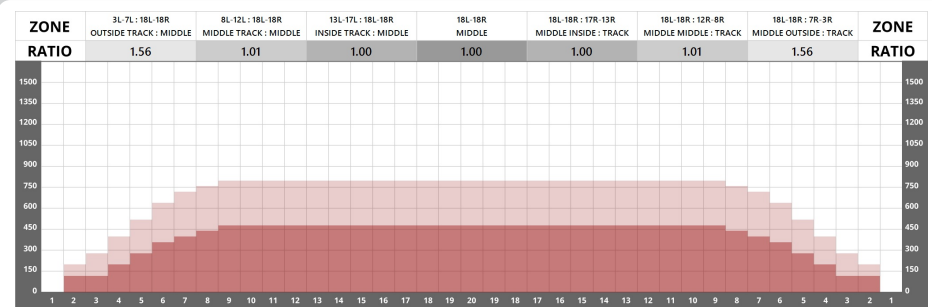 ZONE
3L-7L : 18L-18R
OUTSIDE TRACK : MIDDLE
8L-12L : 18L-18R
MIDDLE TRACK : MIDDLE
13L-17L : 18L-18R
INSIDE TRACK : MIDDLE
18L-18R
MIDDLE
18L-18R : 17R-13R
MIDDLE INSIDE : TRACK
18L-18R : 12R-8R
MIDDLE MIDDLE : TRACK
18L-18R : 7R-3R
MIDDLE OUTSIDE : TRACK
ZONE
RATIO 1.56 1.01 1.00 1.00 1.00 1.01 1.56 RATIO
1500 1500
1350 1350
1200 1200
1050 1050
900 900
750 750
600 600
450 450
300 300
150 150
0 0
1 2 3 4 5 6 7 8 9 10 11 12 13 14 15 16 17 18 19 20 19 18 17 16 15 14 13 12 11 10 9 8 7 6 5 4 3 2 1